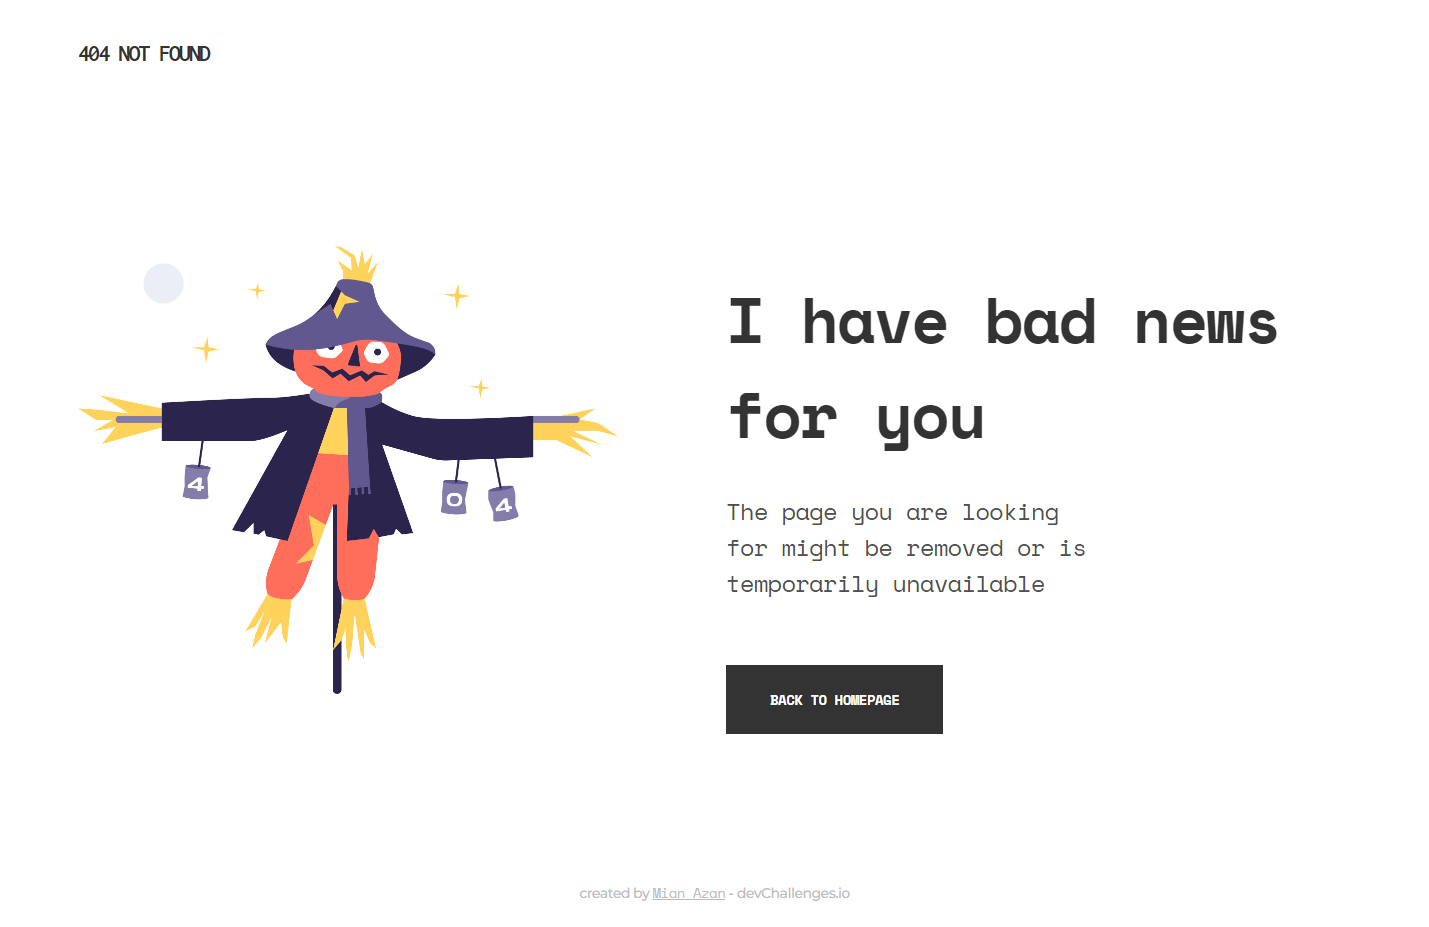 404 NOT FOUND
4
0
4
I have bad news
for you
The page you are looking
for might be removed or is
temporarily unavailable
BACK TO HOMEPAGE
created by Mian Azan - devChallenges.io